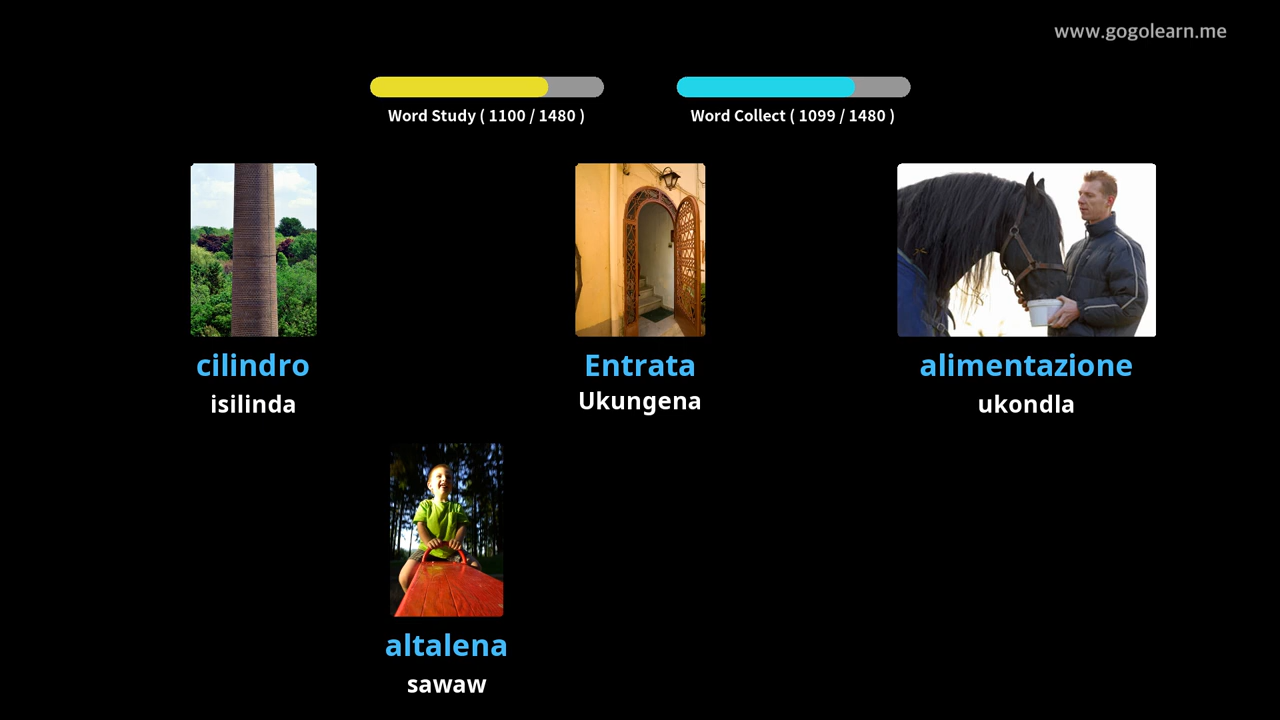 www.gogolearn.me
Word Study ( 1100 / 1480 )
Word Collect ( 1099 / 1480 )
cilindro
isilinda
Entrata
Ukungena
alimentazione
ukondla
altalena
sawaw